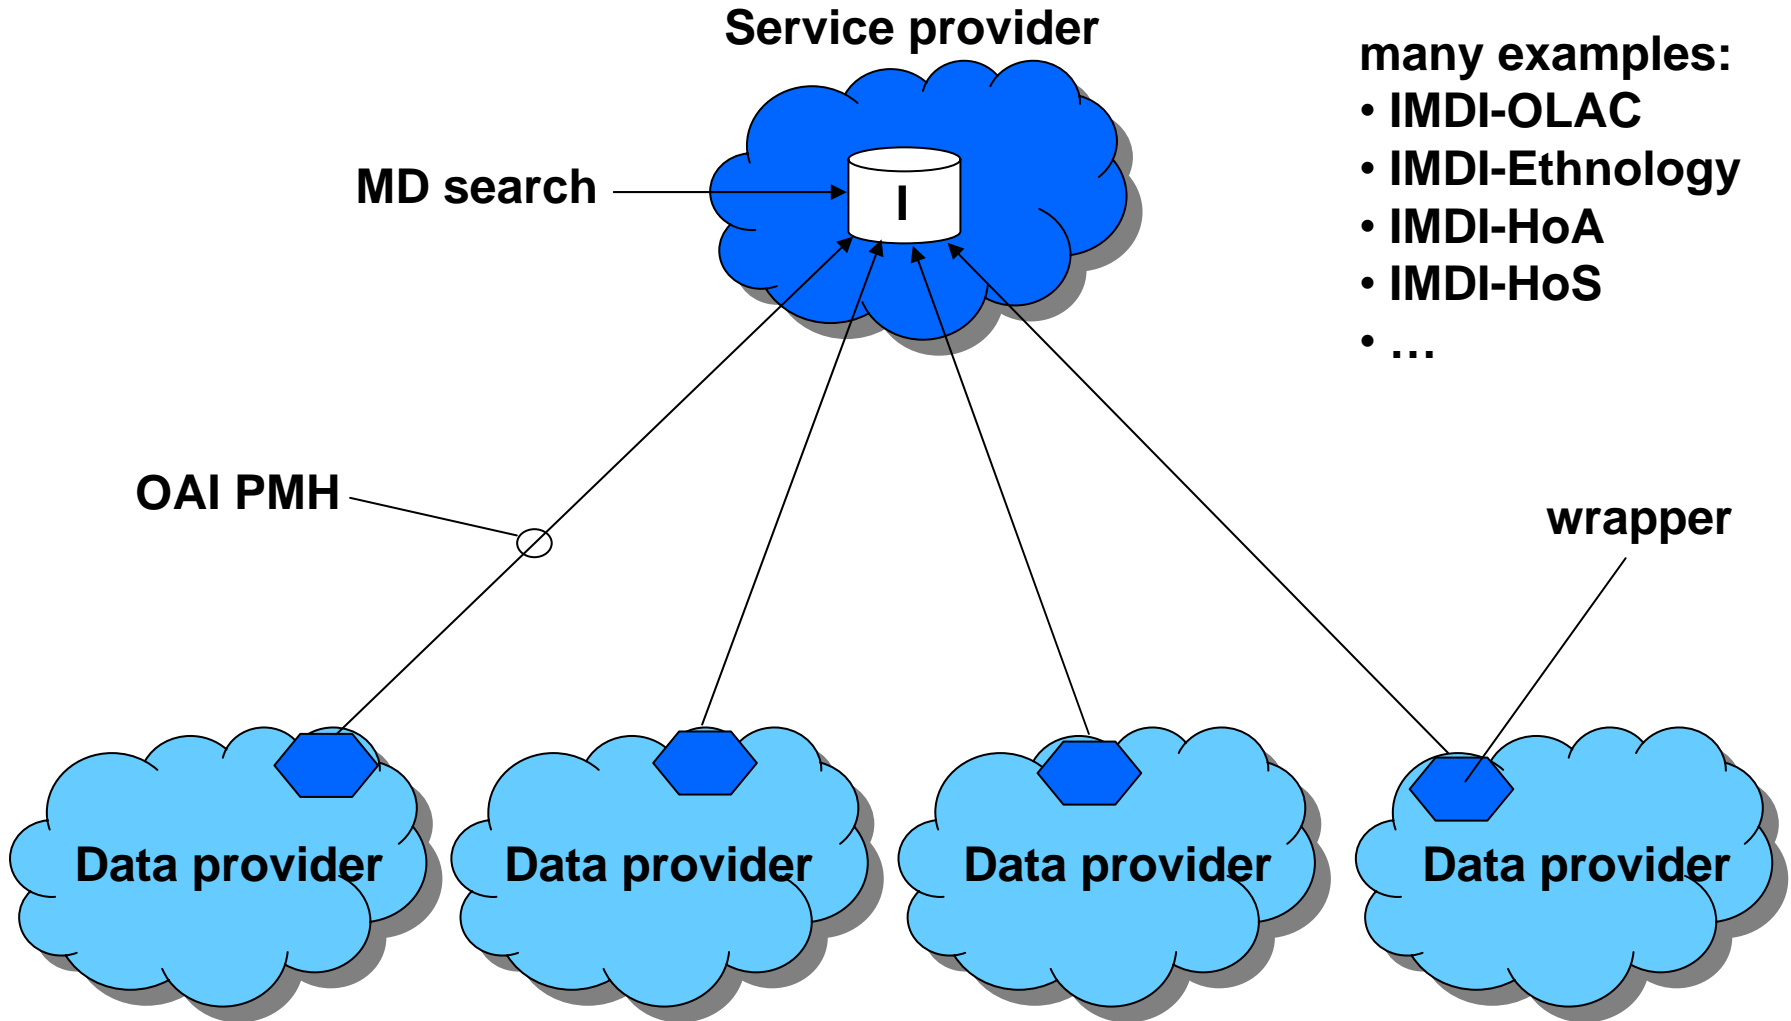 Service provider
many examples:
• IMDI-OLAC
• IMDI-Ethnology
• IMDI-HoA
• IMDI-HoS
• …
MD search
I
OAI PMH
wrapper
Data provider
Data provider
Data provider
Data provider